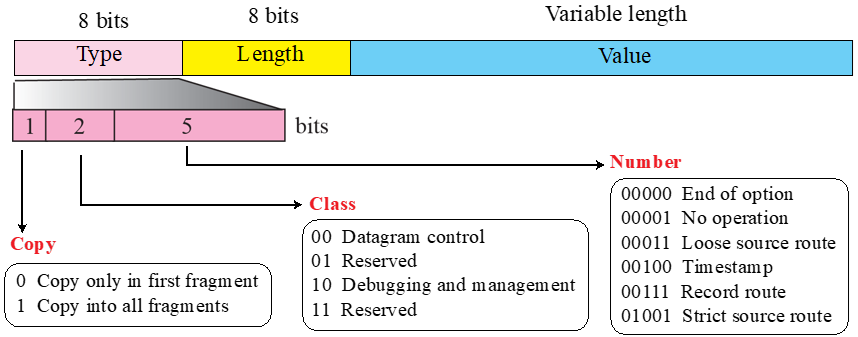 8 bits 8 bits Variable length
Type Length Value
1 2 5 bits
Number
00000 End of option
00001 No operation
00011 Loose source route
00100 Timestamp
00111 Record route
01001 Strict source route
Class
00 Datagram control
01 Reserved
10 Debugging and management
11 Reserved
Copy
0 Copy only in first fragment
1 Copy into all fragments